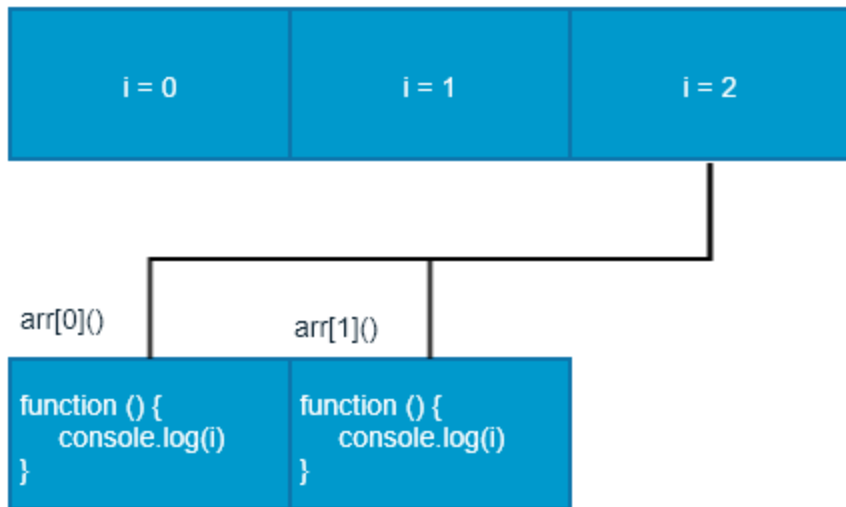 i = 0
i = 1
i = 2
arr[0]()
arr[1]()
function () {
console.log(i)
}
function () {
console.log(i)
}